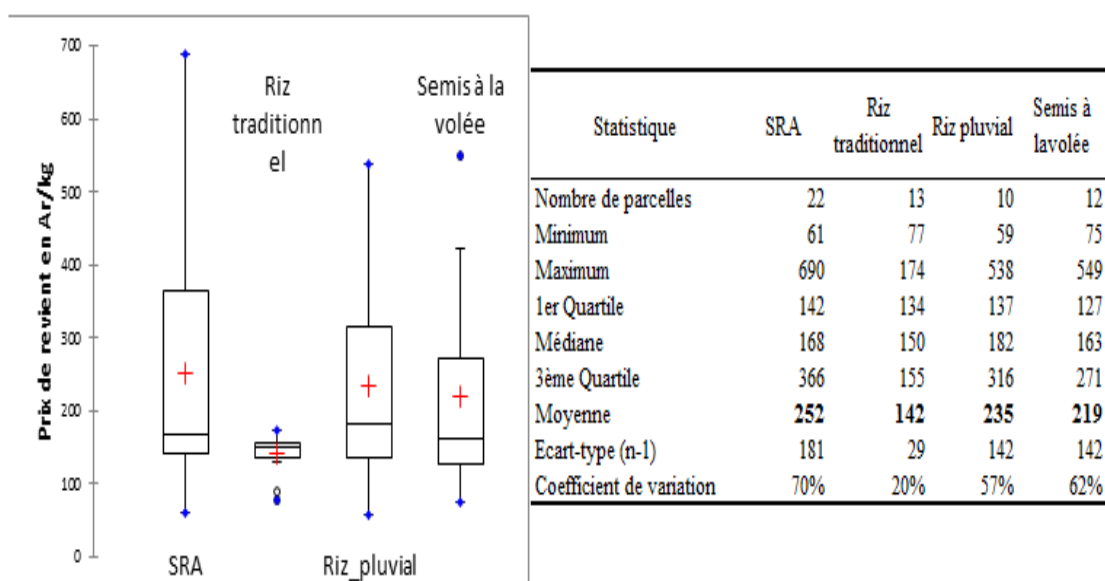 Prix de revient en Ar/kg
700
600
500
400
300
200
100
0
Riz
traditionn
el
Semis à la
volée
SRA
Riz_pluvial
Statistique SRA Riz traditionnel Riz pluvial Semis à lavolée
Nombre de parcelles 22 13 10 12
Minimum 61 77 59 75
Maximum 690 174 538 549
1er Quartile 142 134 137 127
Médiane 168 150 182 163
3ème Quartile 366 155 316 271
Moyenne 252 142 235 219
Ecart-type (n-1) 181 29 142 142
Coefficient de variation 70% 20% 57% 62%